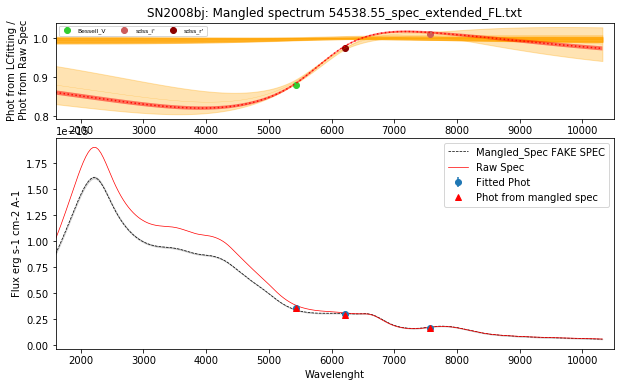 SN2008bj: Mangled spectrum 54538.55_spec_extended_FL.txt
Phot from LCfitting /
Phot from Raw Spec
Bessell_V sdss_i' sdss_r'
1.0
0.9
0.8
2000 3000 4000 5000 6000 7000 8000 9000 10000
Flux erg s-1 cm-2 A-1
Mangled_Spec FAKE SPEC
Raw Spec
Fitted Phot
Phot from mangled spec
1.75
1.50
1.25
1.00
0.75
0.50
0.25
0.00
2000 3000 4000 5000 6000 7000 8000 9000 10000
Wavelenght